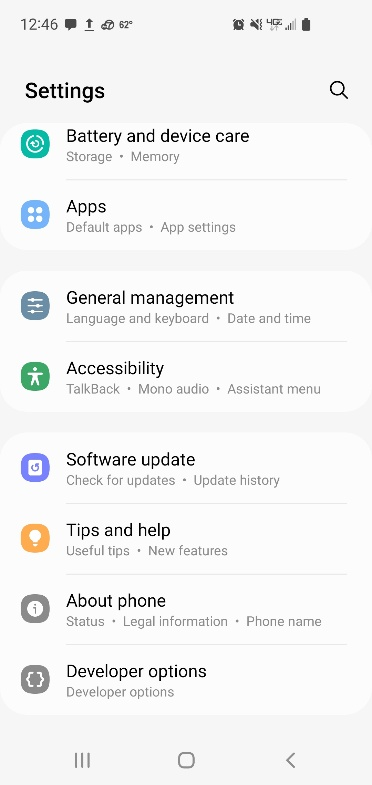 12:46 62°
Settings
Battery and device care
Storage • Memory
Apps
Default apps • App settings
General management
Language and keyboard • Date and time
Accessibility
TalkBack • Mono audio • Assistant menu
Software update
Check for updates • Update history
Tips and help
Useful tips • New features
About phone
Status • Legal information • Phone name
Developer options
Developer options